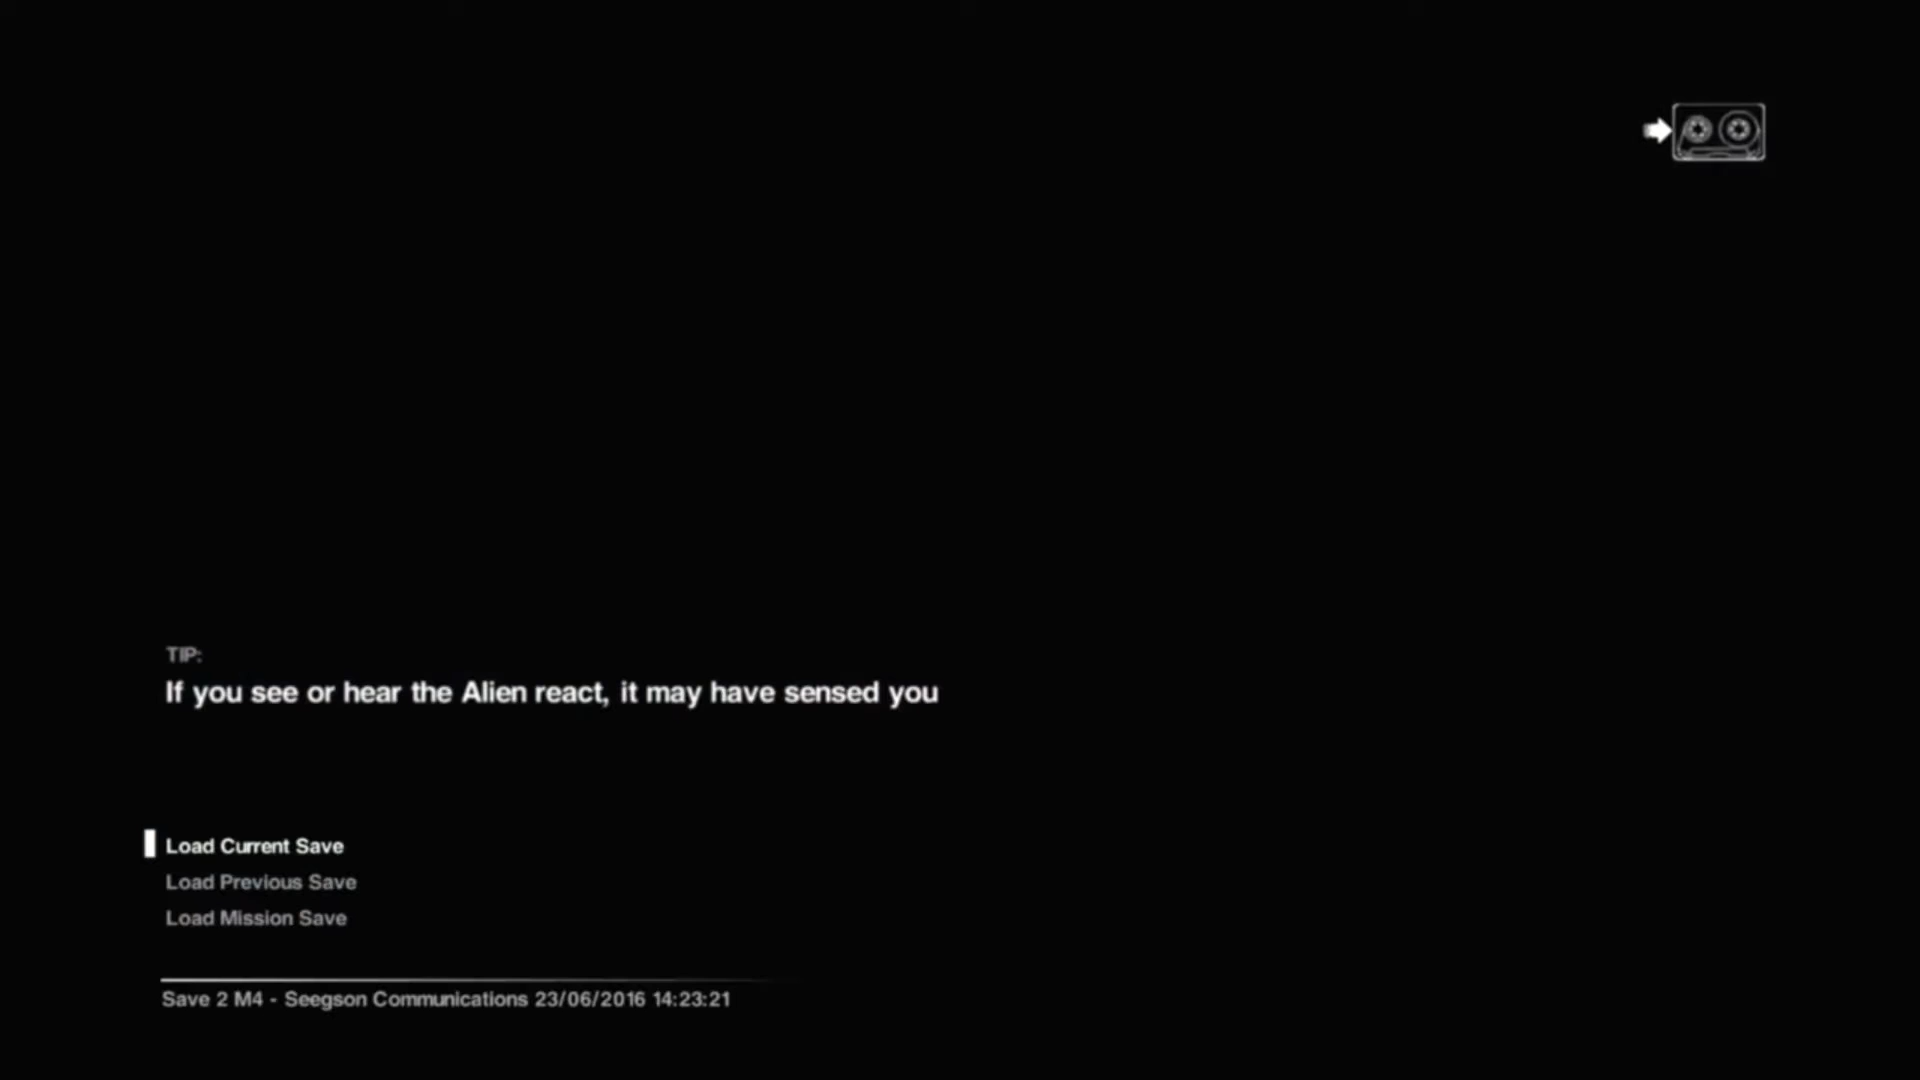 TIP:
If you see or hear the Alien react, it may have sensed you
Load Current Save
Load Previous Save
Load Mission Save
Save 2 M4 - Seegson Communications 23/06/2016 14:23:21